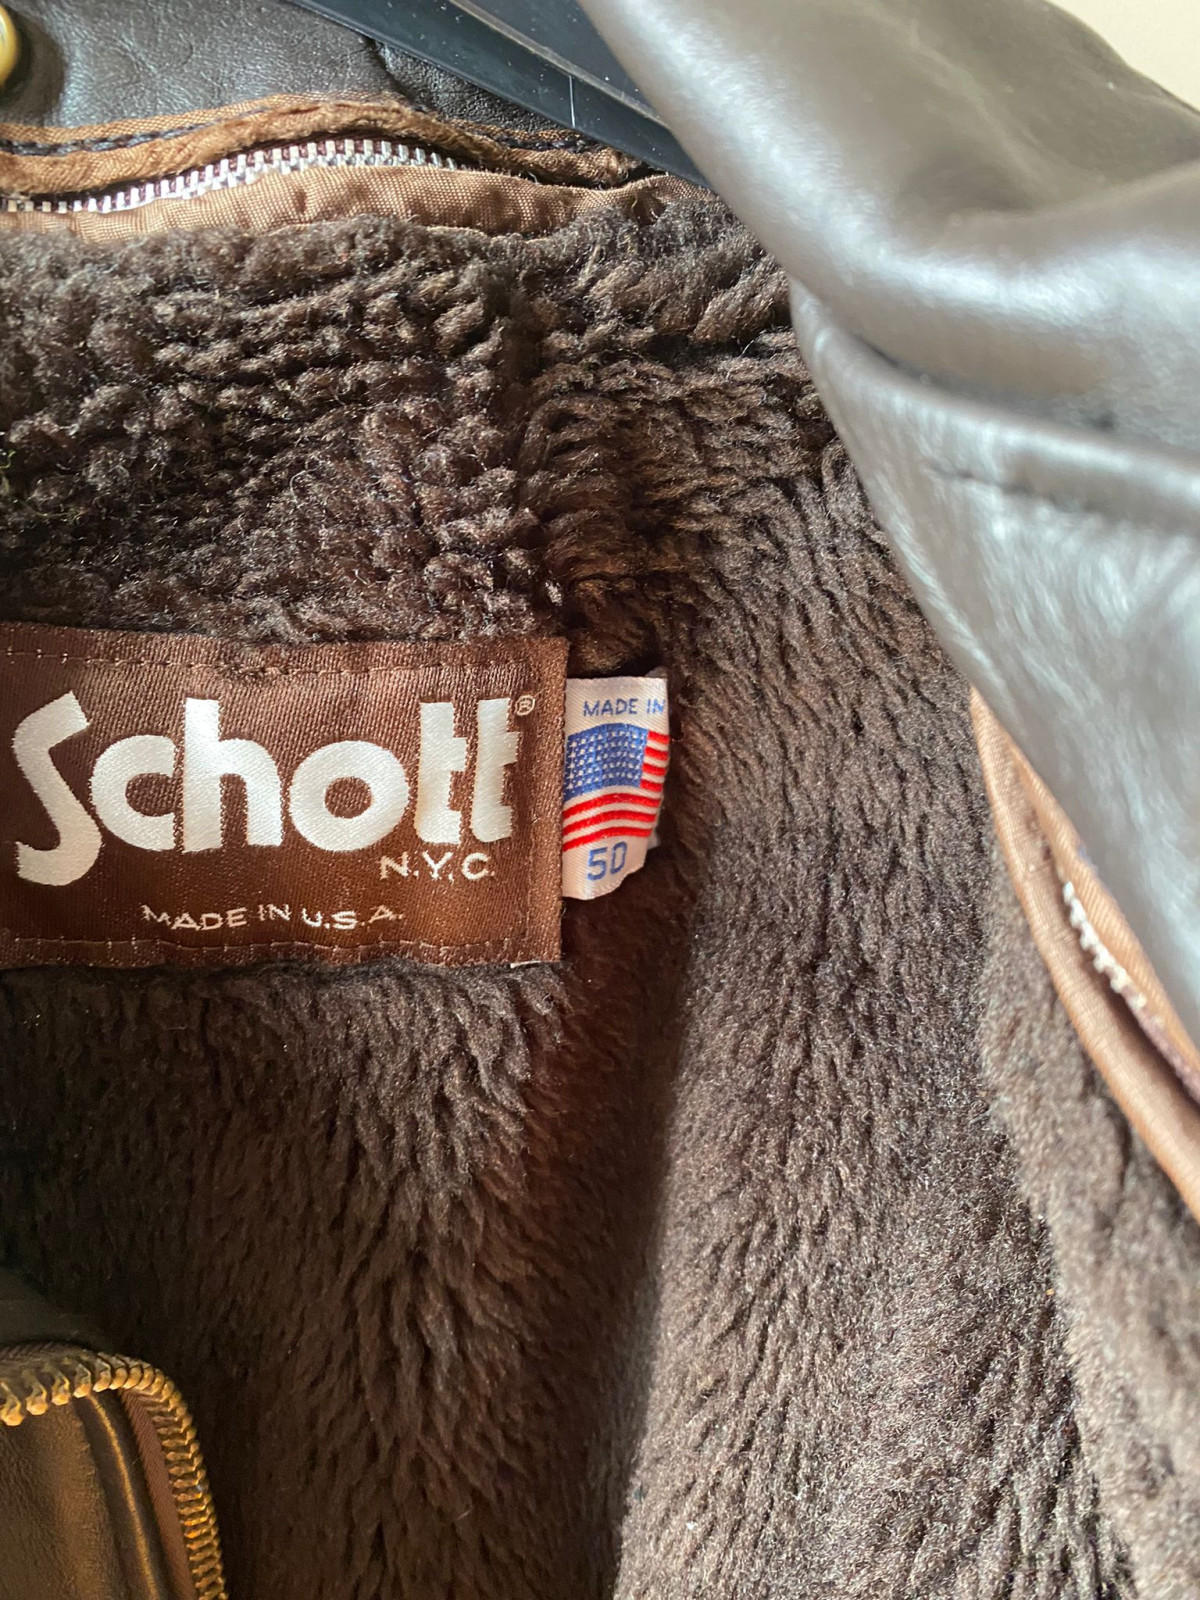 Schott®
N.Y.C.
MADE IN U.S.A.
MADE IN
50